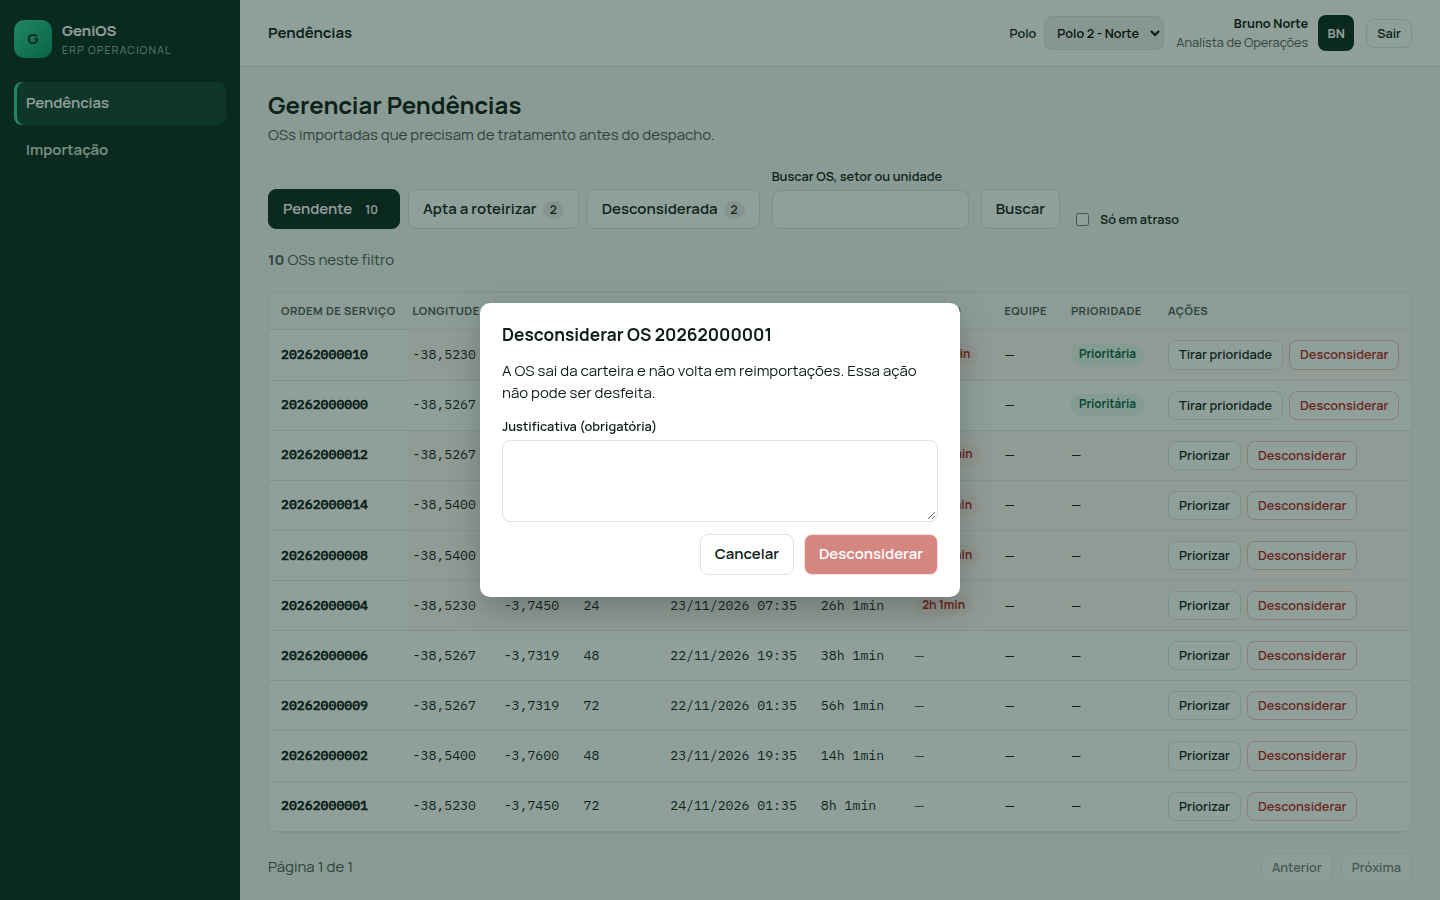 G
GeniOS
ERP OPERACIONAL
Pendências
Importação
Pendências
Polo
Polo 2 - Norte
Bruno Norte
Analista de Operações
BN
Sair
Gerenciar Pendências
OSs importadas que precisam de tratamento antes do despacho.
Pendente 10
Apta a roteirizar 2
Desconsiderada 2
Buscar OS, setor ou unidade
Buscar
Só em atraso
10 OSs neste filtro
ORDEM DE SERVIÇO LONGITUDE EQUIPE PRIORIDADE AÇÕES
20262000010 -38,5230 — Prioritária Tirar prioridade Desconsiderar
20262000000 -38,5267 — Prioritária Tirar prioridade Desconsiderar
20262000012 -38,5267 — — Priorizar Desconsiderar
20262000014 -38,5400 — — Priorizar Desconsiderar
20262000008 -38,5400 — — Priorizar Desconsiderar
20262000004 -38,5230 -3,7450 24 23/11/2026 07:35 26h 1min 2h 1min — — Priorizar Desconsiderar
20262000006 -38,5267 -3,7319 48 22/11/2026 19:35 38h 1min — — — Priorizar Desconsiderar
20262000009 -38,5267 -3,7319 72 22/11/2026 01:35 56h 1min — — — Priorizar Desconsiderar
20262000002 -38,5400 -3,7600 48 23/11/2026 19:35 14h 1min — — — Priorizar Desconsiderar
20262000001 -38,5230 -3,7450 72 24/11/2026 01:35 8h 1min — — — Priorizar Desconsiderar
Página 1 de 1
Anterior
Próxima
Desconsiderar OS 20262000001
A OS sai da carteira e não volta em reimportações. Essa ação
não pode ser desfeita.
Justificativa (obrigatória)
Cancelar
Desconsiderar